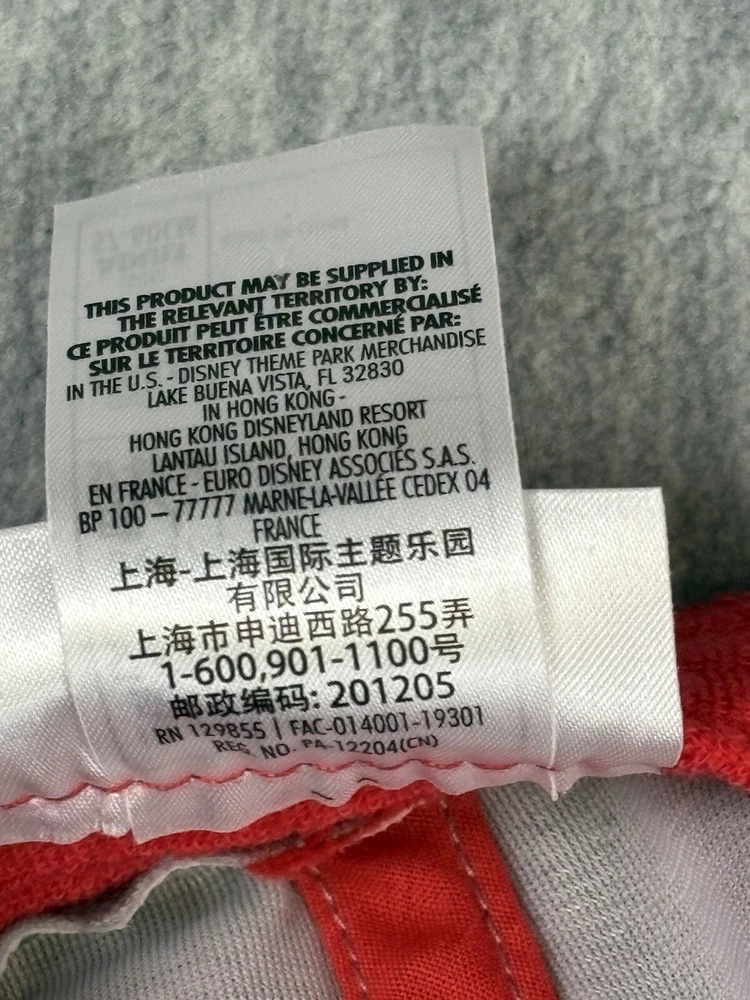 THIS PRODUCT MAY BE SUPPLIED IN
THE RELEVANT TERRITORY BY:
CE PRODUIT PEUT ÊTRE COMMERCIALISÉ
SUR LE TERRITOIRE CONCERNÉ PAR:
IN THE U.S. - DISNEY THEME PARK MERCHANDISE
LAKE BUENA VISTA, FL 32830
IN HONG KONG -
HONG KONG DISNEYLAND RESORT
LANTAU ISLAND, HONG KONG
EN FRANCE - EURO DISNEY ASSOCIÉS S.A.S.
BP 100 – 77777 MARNE-LA-VALLÉE CEDEX 04
FRANCE
上海-上海国际主题乐园
有限公司
上海市申迪西路255弄
1-600,901-1100号
邮政编码: 201205
RN 129855 | FAC-014001-19301
REG. NO. PA-12204(CN)